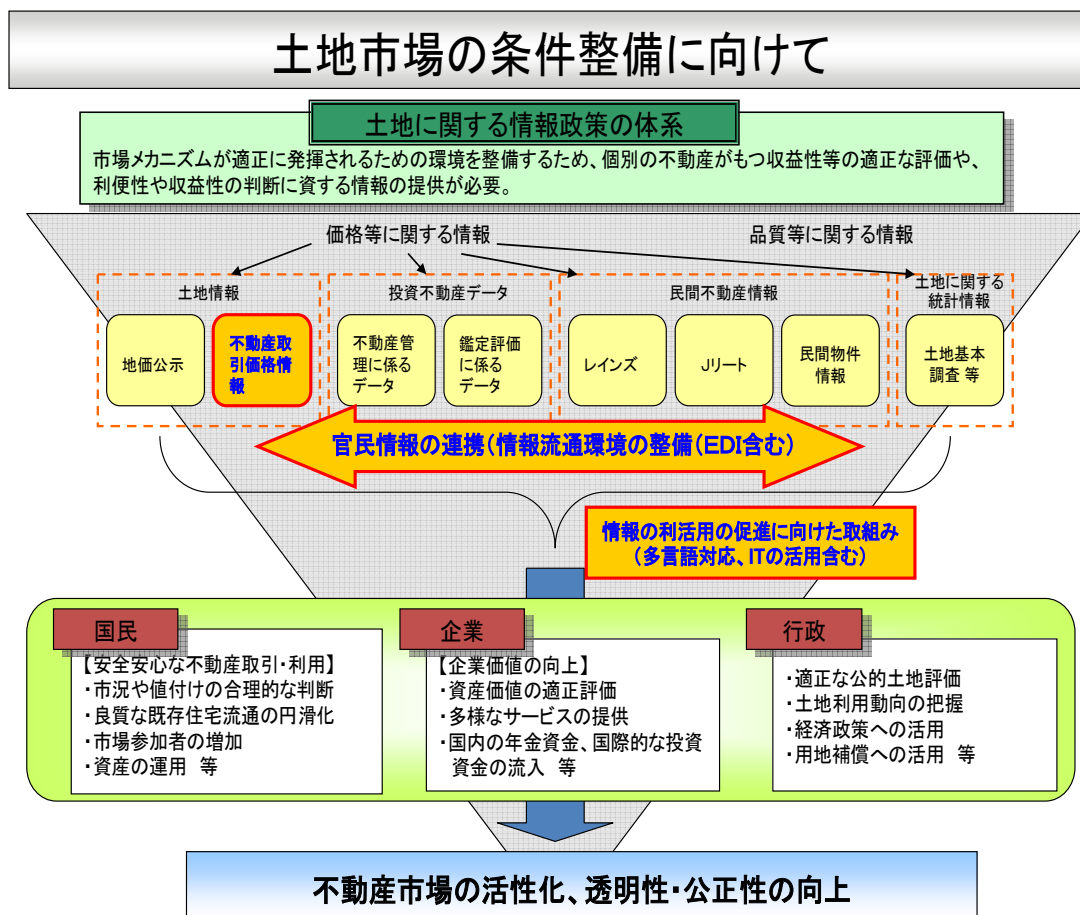 土地市場の条件整備に向けて
土地に関する情報政策の体系
市場メカニズムが適正に発揮されるための環境を整備するため、個別の不動産がもつ収益性等の適正な評価や、
利便性や収益性の判断に資する情報の提供が必要。
価格等に関する情報
品質等に関する情報
土地情報
投資不動産データ
民間不動産情報
土地に関する
統計情報
地価公示
不動産取
引価格情
報
不動産管
理に係る
データ
鑑定評価
に係る
データ
レインズ
Jリート
民間物件
情報
土地基本
調査 等
官民情報の連携(情報流通環境の整備(EDI含む)
情報の利活用の促進に向けた取組み
(多言語対応、ITの活用含む)
国民
【安全安心な不動産取引・利用】
・市況や値付けの合理的な判断
・良質な既存住宅流通の円滑化
・市場参加者の増加
・資産の運用 等
企業
【企業価値の向上】
・資産価値の適正評価
・多様なサービスの提供
・国内の年金資金、国際的な投資
資金の流入 等
行政
・適正な公的土地評価
・土地利用動向の把握
・経済政策への活用
・用地補償への活用 等
不動産市場の活性化、透明性・公正性の向上